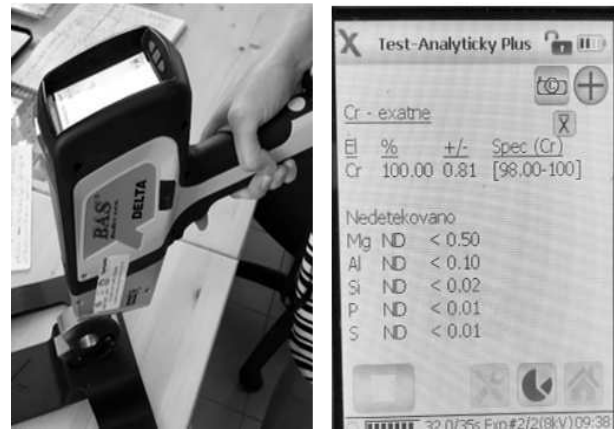 BAS
DELTA
Test-Analyticky Plus
Cr - exatne
El % +/- Spec (Cr)
Cr 100.00 0.81 [98.00-100]
Nedetekovano
Mg ND < 0.50
Al ND < 0.10
Si ND < 0.02
P ND < 0.01
S ND < 0.01
32.0/35s Exp#2/2(8kV) 09:38